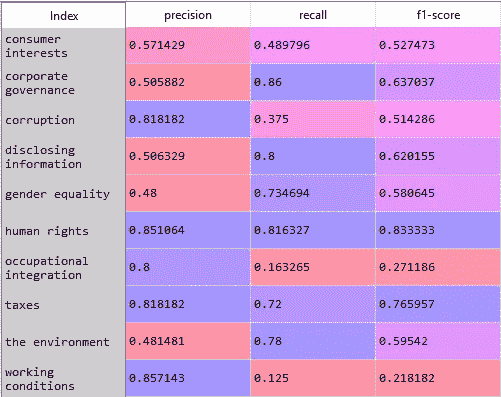 Index precision recall f1-score
consumer
interests 0.571429 0.489796 0.527473
corporate
governance 0.505882 0.86 0.637037
corruption 0.818182 0.375 0.514286
disclosing
information 0.506329 0.8 0.620155
gender equality 0.48 0.734694 0.580645
human rights 0.851064 0.816327 0.833333
occupational
integration 0.8 0.163265 0.271186
taxes 0.818182 0.72 0.765957
the environment 0.481481 0.78 0.59542
working
conditions 0.857143 0.125 0.218182